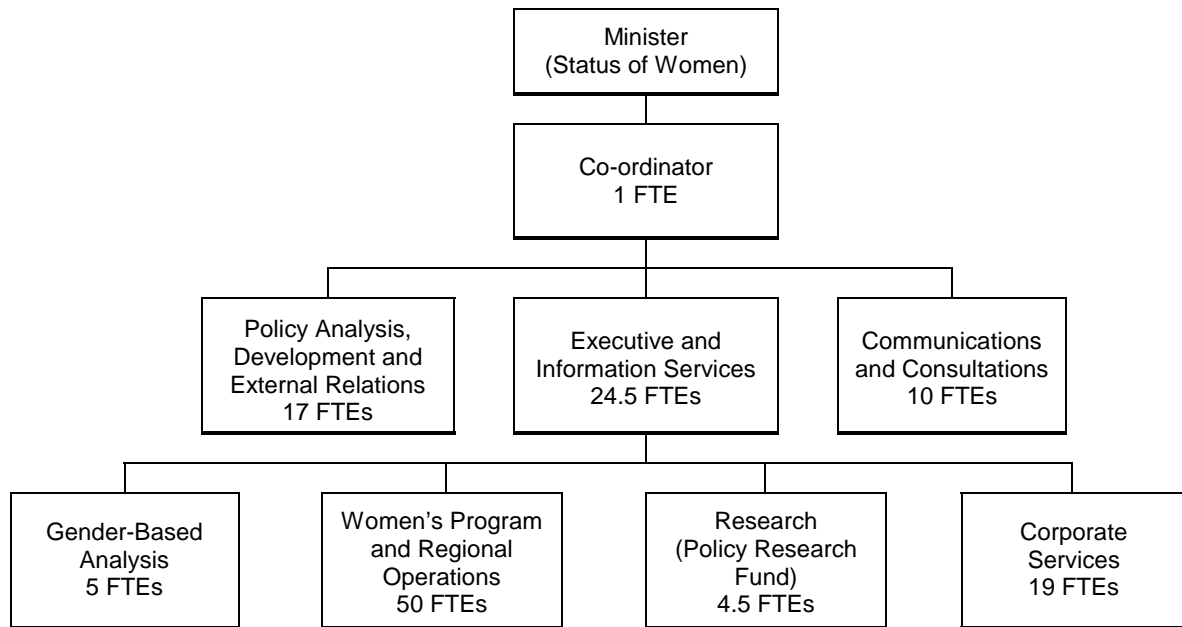 Minister
(Status of Women)
Co-ordinator
1 FTE
Policy Analysis,
Development and
External Relations
17 FTEs
Executive and
Information Services
24.5 FTEs
Communications
and Consultations
10 FTEs
Gender-Based
Analysis
5 FTEs
Women’s Program
and Regional
Operations
50 FTEs
Research
(Policy Research
Fund)
4.5 FTEs
Corporate
Services
19 FTEs